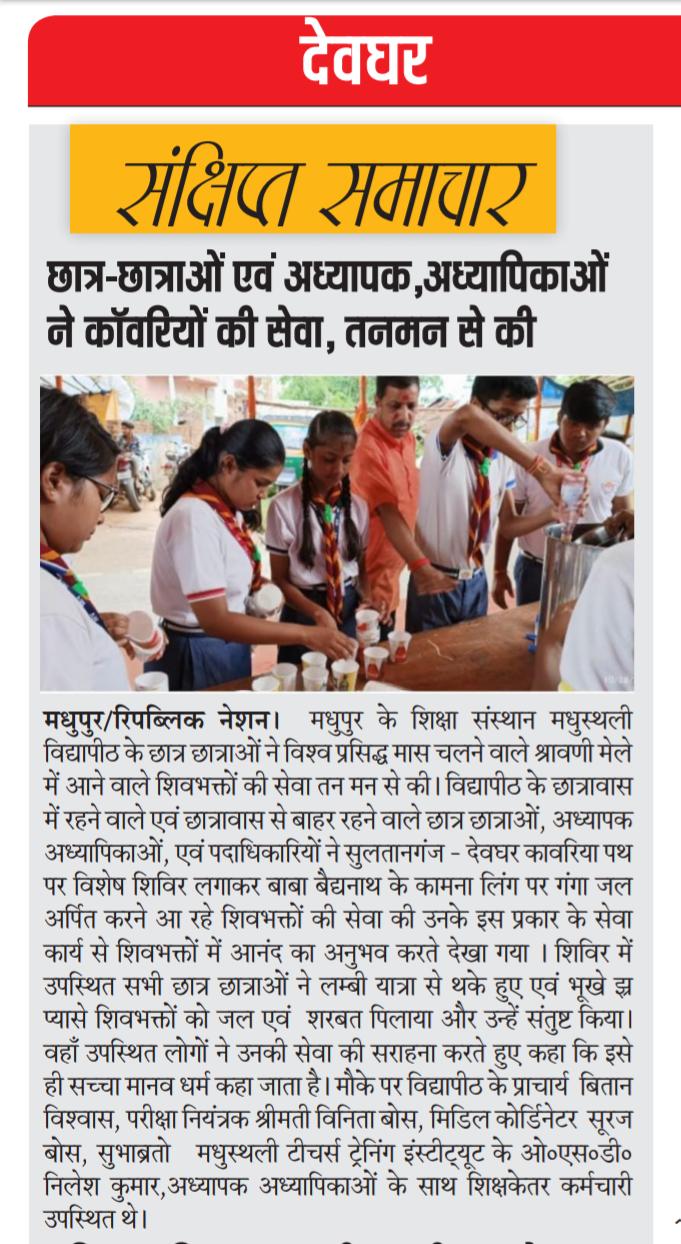 देवघर
संक्षिप्त समाचार
छात्र-छात्राओं एवं अध्यापक,अध्यापिकाओं
ने कॉवरियों की सेवा, तनमन से की
मधुपुर/रिपब्लिक नेशन। मधुपुर के शिक्षा संस्थान मधुस्थली
विद्यापीठ के छात्र छात्राओं ने विश्व प्रसिद्ध मास चलने वाले श्रावणी मेले
में आने वाले शिवभक्तों की सेवा तन मन से की। विद्यापीठ के छात्रावास
में रहने वाले एवं छात्रावास से बाहर रहने वाले छात्र छात्राओं, अध्यापक
अध्यापिकाओं, एवं पदाधिकारियों ने सुलतानगंज - देवघर कावरिया पथ
पर विशेष शिविर लगाकर बाबा बैद्यनाथ के कामना लिंग पर गंगा जल
अर्पित करने आ रहे शिवभक्तों की सेवा की उनके इस प्रकार के सेवा
कार्य से शिवभक्तों में आनंद का अनुभव करते देखा गया । शिविर में
उपस्थित सभी छात्र छात्राओं ने लम्बी यात्रा से थके हुए एवं भूखे झ
प्यासे शिवभक्तों को जल एवं शरबत पिलाया और उन्हें संतुष्ट किया।
वहाँ उपस्थित लोगों ने उनकी सेवा की सराहना करते हुए कहा कि इसे
ही सच्चा मानव धर्म कहा जाता है। मौके पर विद्यापीठ के प्राचार्य बितान
विश्वास, परीक्षा नियंत्रक श्रीमती विनिता बोस, मिडिल कोर्डिनेटर सूरज
बोस, सुभाब्रतो मधुस्थली टीचर्स ट्रेनिंग इंस्टीट्यूट के ओ०एस०डी०
निलेश कुमार,अध्यापक अध्यापिकाओं के साथ शिक्षकेतर कर्मचारी
उपस्थित थे।